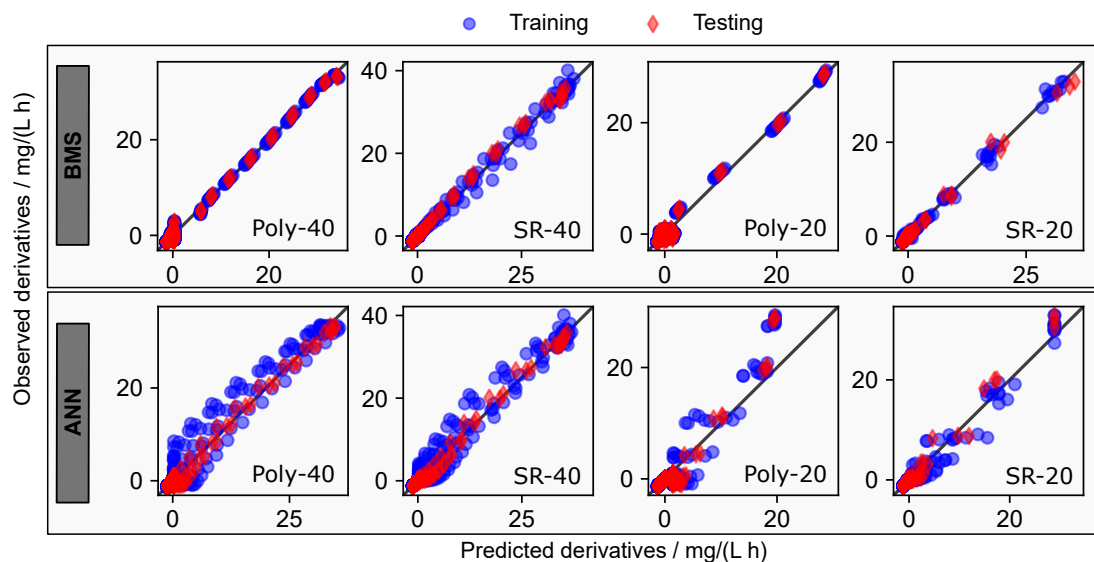 Training Testing
Observed derivatives / mg/(L h)
BMS
20
0
0 20
Poly-40
40
20
0
0 25
SR-40
20
0
0 20
Poly-20
20
0
0 25
SR-20
ANN
20
0
0 25
Poly-40
40
20
0
0 25
SR-40
20
0
0 20
Poly-20
20
0
0 20
SR-20
Predicted derivatives / mg/(L h)